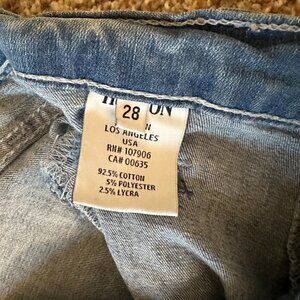 28
LOS ANGELES
USA
RN# 107906
CA# 00635
92.5% COTTON
5% POLYESTER
2.5% LYCRA